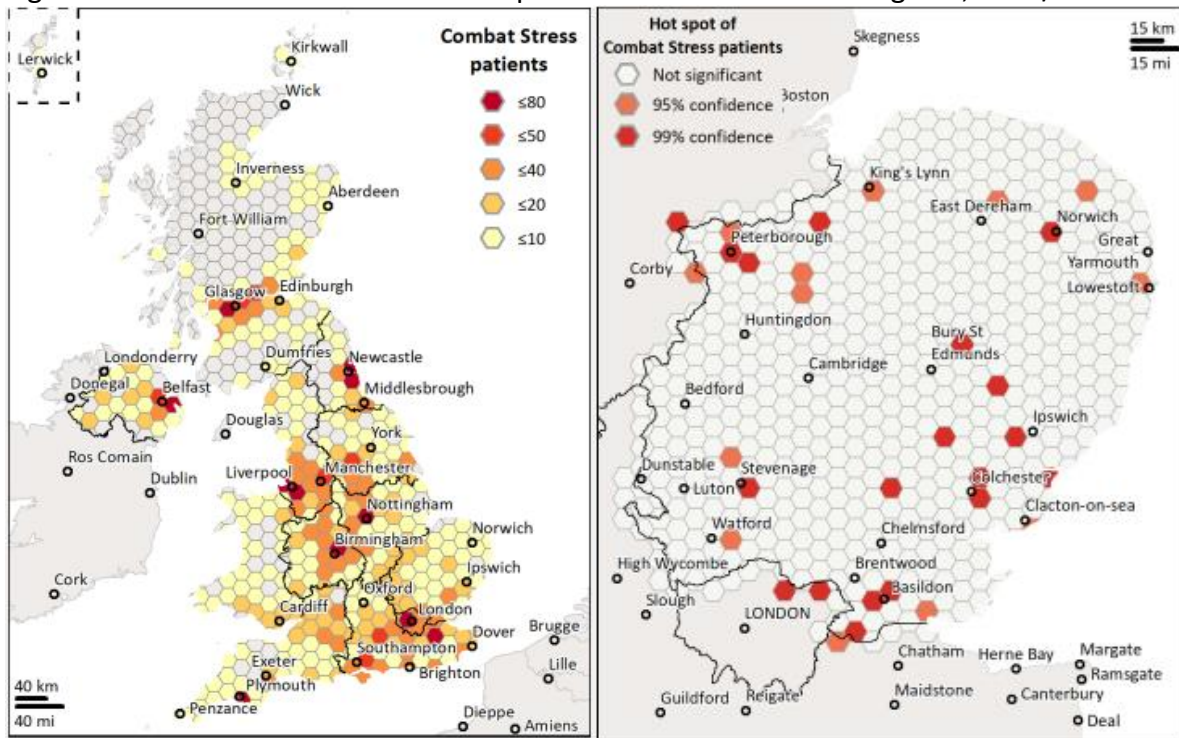 Combat Stress
patients
≤80
≤50
≤40
≤20
≤10
Lerwick
Kirkwall
Wick
Inverness
Aberdeen
Fort William
Glasgow
Edinburgh
Londonderry
Dumfries
Newcastle
Donegal
Belfast
Middlesbrough
Douglas
York
Ros Comain
Liverpool
Manchester
Dublin
Nottingham
Norwich
Birmingham
Cork
Ipswich
Oxford
Cardiff
London
Dover
Brugge
Southampton
Exeter
Lille
Plymouth
Brighton
40 km
40 mi
Penzance
Dieppe
Amiens
Hot spot of
Combat Stress patients
Not significant
95% confidence
99% confidence
Skegness
15 km
15 mi
Boston
King's Lynn
East Dereham
Norwich
Peterborough
Great
Yarmouth
Corby
Lowestoft
Huntingdon
Bury St
Edmunds
Cambridge
Bedford
Ipswich
Dunstable
Stevenage
Luton
Colchester
Clacton-on-sea
Watford
Chelmsford
High Wycombe
Brentwood
Basildon
Slough
LONDON
Chatham
Herne Bay
Margate
Ramsgate
Guildford
Reigate
Maidstone
Canterbury
Deal